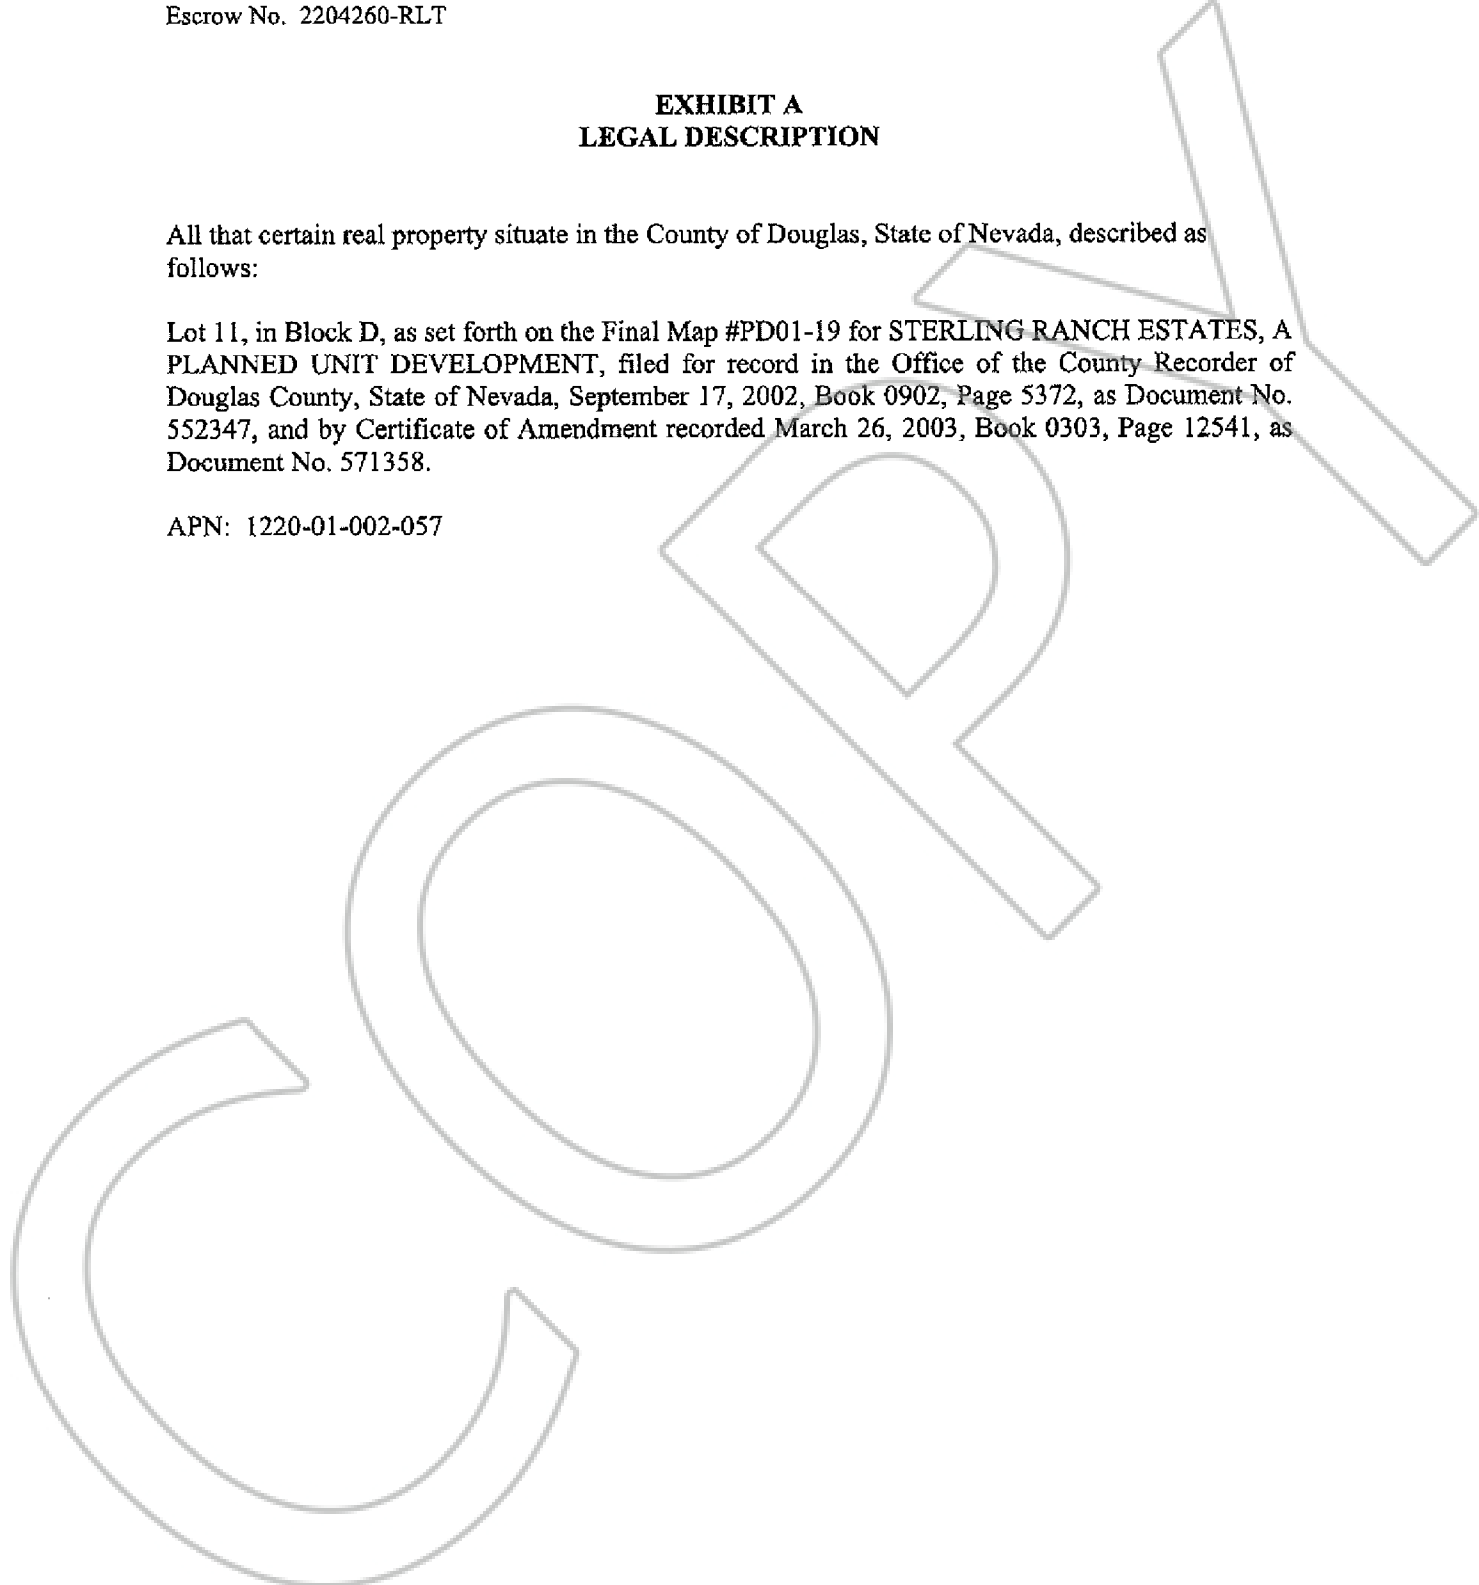 Escrow No. 2204260-RLT
EXHIBIT A
LEGAL DESCRIPTION
All that certain real property situate in the County of Douglas, State of Nevada, described as
follows:
Lot 11, in Block D, as set forth on the Final Map #PD01-19 for STERLING RANCH ESTATES, A
PLANNED UNIT DEVELOPMENT, filed for record in the Office of the County Recorder of
Douglas County, State of Nevada, September 17, 2002, Book 0902, Page 5372, as Document No.
552347, and by Certificate of Amendment recorded March 26, 2003, Book 0303, Page 12541, as
Document No. 571358.
APN: 1220-01-002-057
COPY